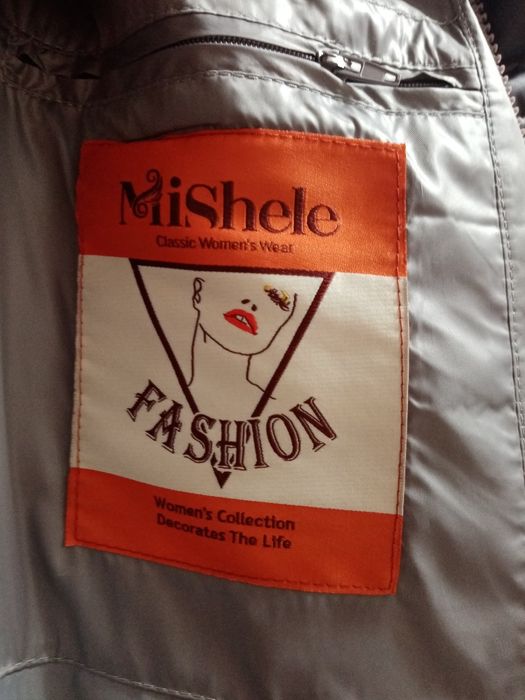 MiShele
Classic Women's Wear
FASHION
Women's Collection
Decorates The Life